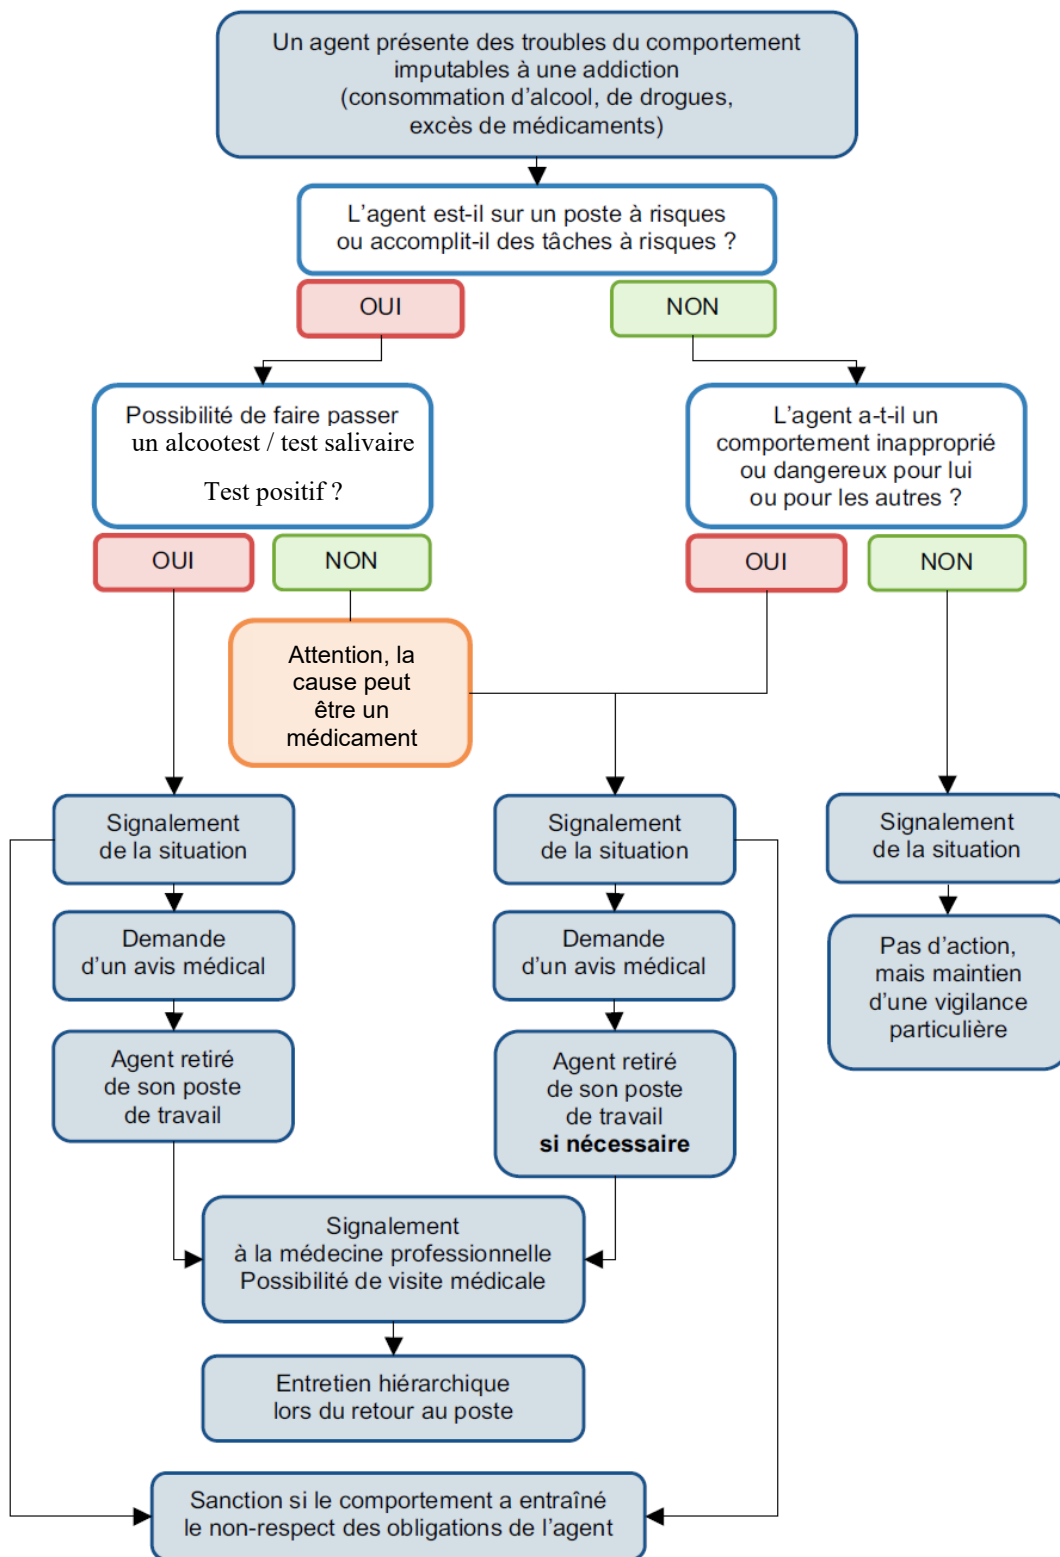 Un agent présente des troubles du comportement
imputables à une addiction
(consommation d'alcool, de drogues,
excès de médicaments)
L'agent est-il sur un poste à risques
ou accomplit-il des tâches à risques ?
OUI
NON
Possibilité de faire passer
un alcootest / test salivaire
Test positif ?
L'agent a-t-il un
comportement inapproprié
ou dangereux pour lui
ou pour les autres ?
OUI
NON
OUI
NON
Attention, la
cause peut
être un
médicament
Signalement
de la situation
Signalement
de la situation
Signalement
de la situation
Demande
d'un avis médical
Demande
d'un avis médical
Pas d'action,
mais maintien
d'une vigilance
particulière
Agent retiré
de son poste
de travail
Agent retiré
de son poste
de travail
si nécessaire
Signalement
à la médecine professionnelle
Possibilité de visite médicale
Entretien hiérarchique
lors du retour au poste
Sanction si le comportement a entraîné
le non-respect des obligations de l'agent